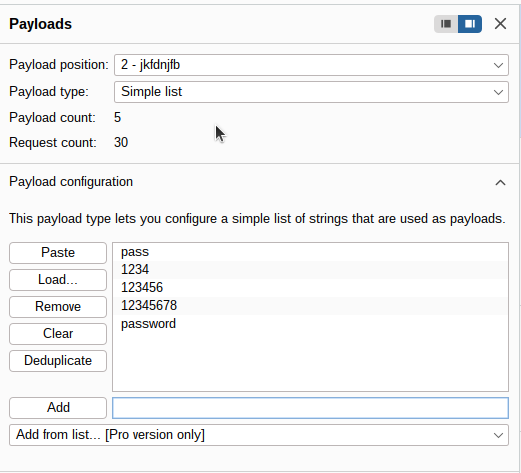 Payloads
Payload position: 2 - jkfdnjfb
Payload type: Simple list
Payload count: 5
Request count: 30
Payload configuration
This payload type lets you configure a simple list of strings that are used as payloads.
Paste
Load...
Remove
Clear
Deduplicate
pass
1234
123456
12345678
password
Add
Add from list... [Pro version only]